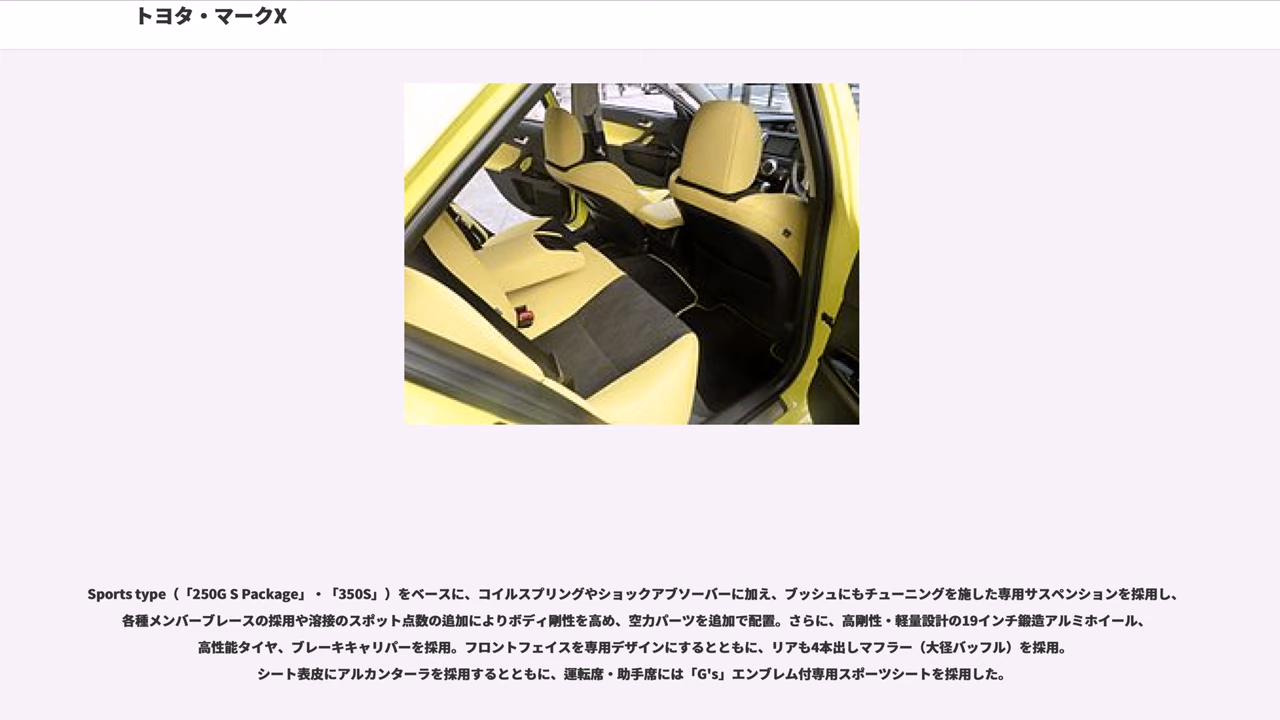 トヨタ・マークX
Sports type（「250G S Package」・「350S」）をベースに、コイルスプリングやショックアブソーバーに加え、ブッシュにもチューニングを施した専用サスペンションを採用し、
各種メンバーブレースの採用や溶接のスポット点数の追加によりボディ剛性を高め、空力パーツを追加で配置。さらに、高剛性・軽量設計の19インチ鍛造アルミホイール、
高性能タイヤ、ブレーキキャリパーを採用。フロントフェイスを専用デザインにするとともに、リアも4本出しマフラー（大径バッフル）を採用。
シート表皮にアルカンターラを採用するとともに、運転席・助手席には「G's」エンブレム付専用スポーツシートを採用した。